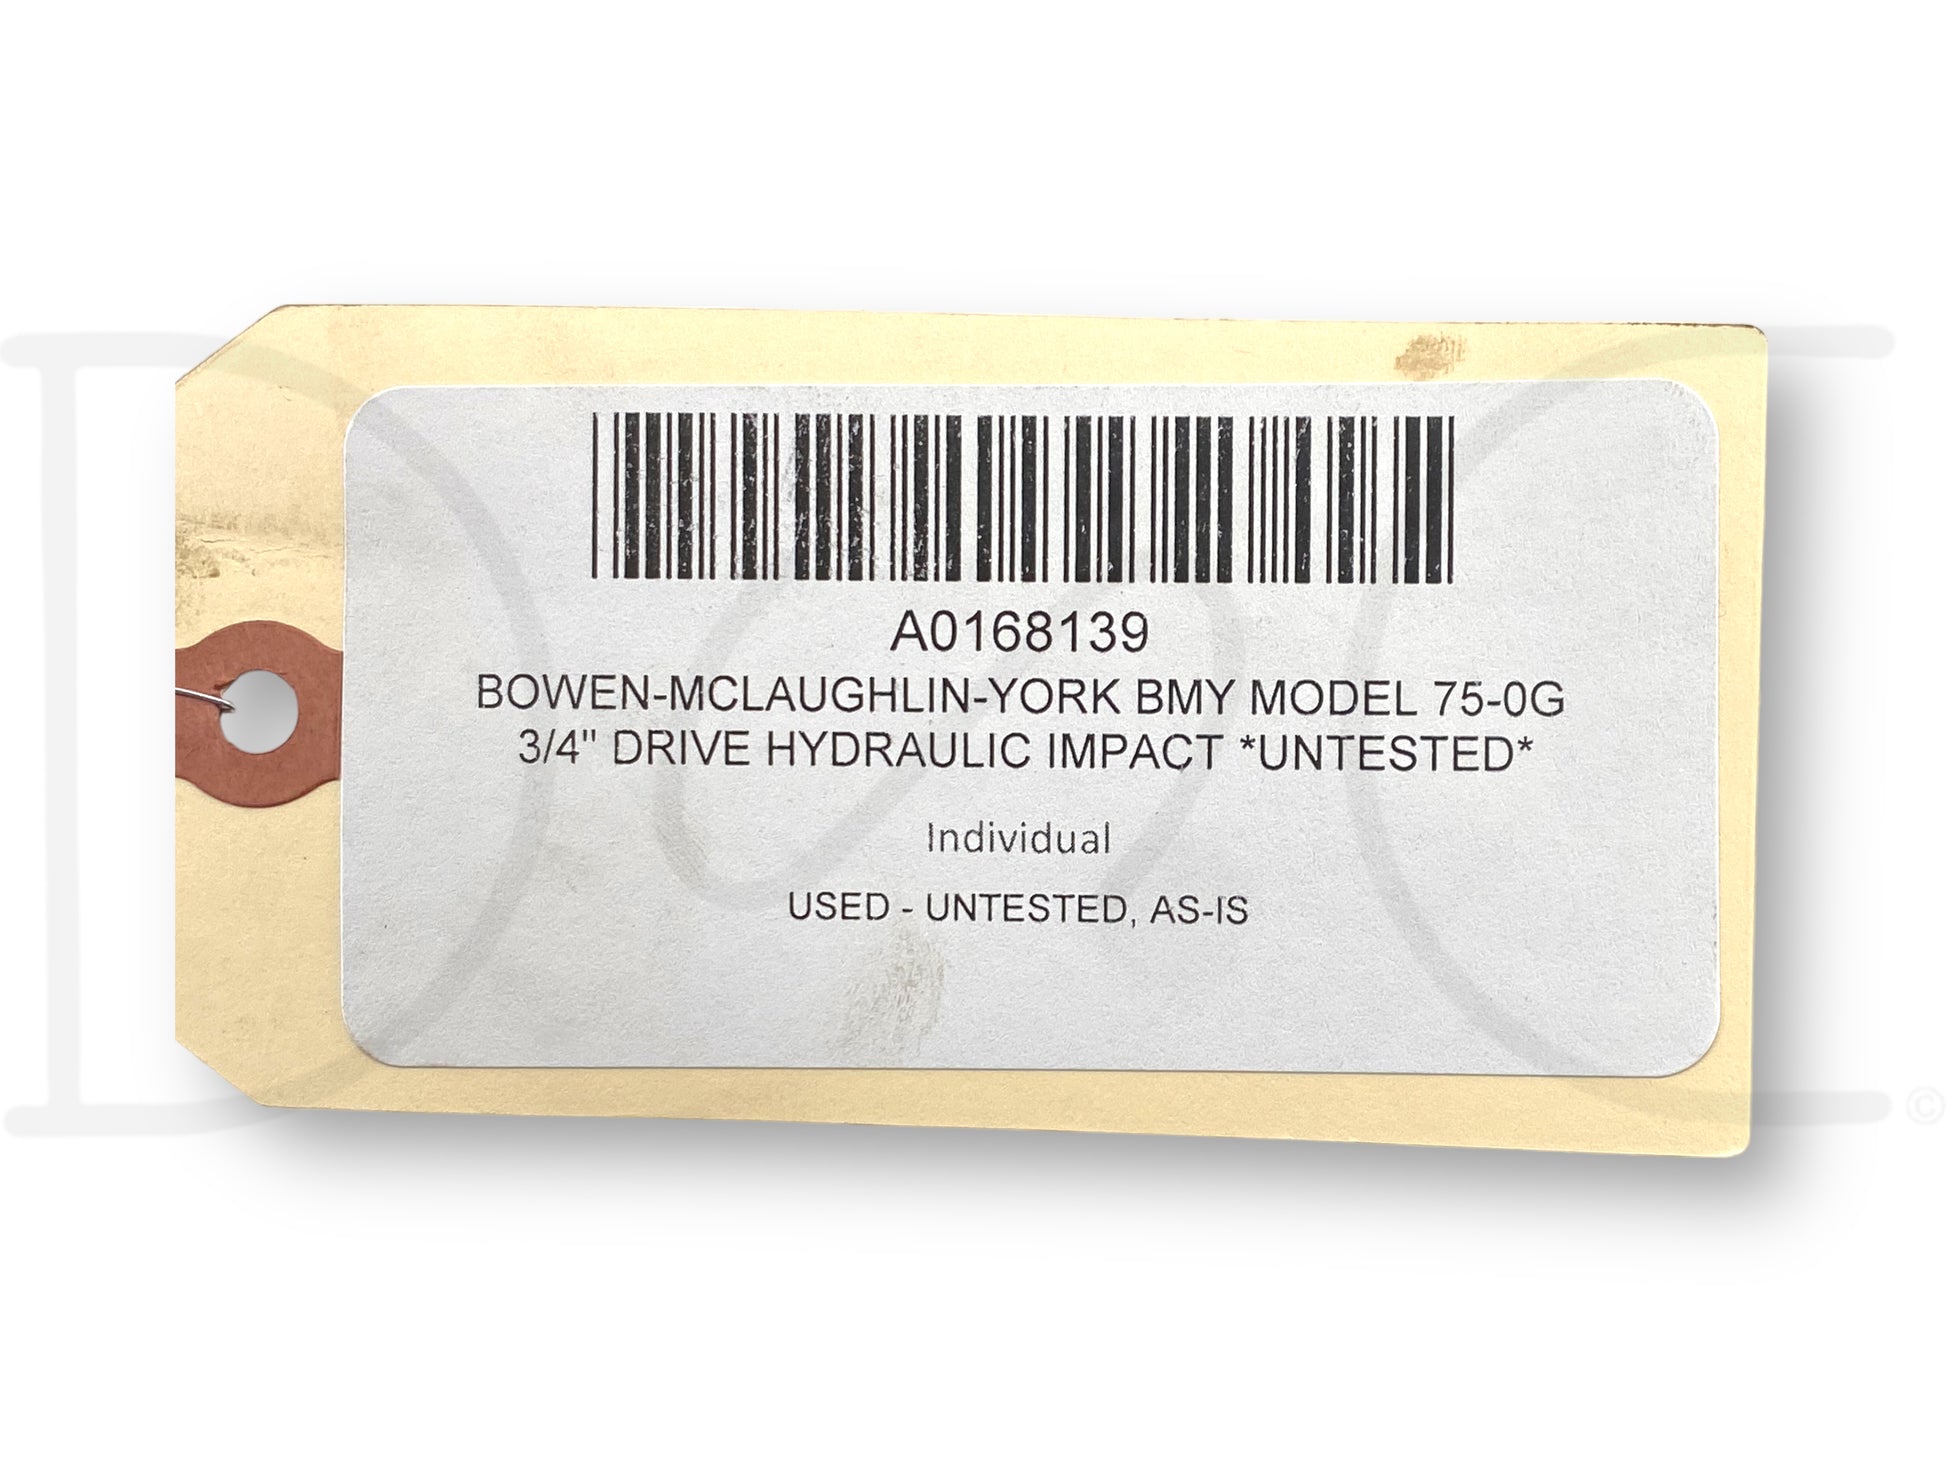 A0168139
BOWEN-MCLAUGHLIN-YORK BMY MODEL 75-0G
3/4" DRIVE HYDRAULIC IMPACT *UNTESTED*
Individual
USED - UNTESTED, AS-IS
©